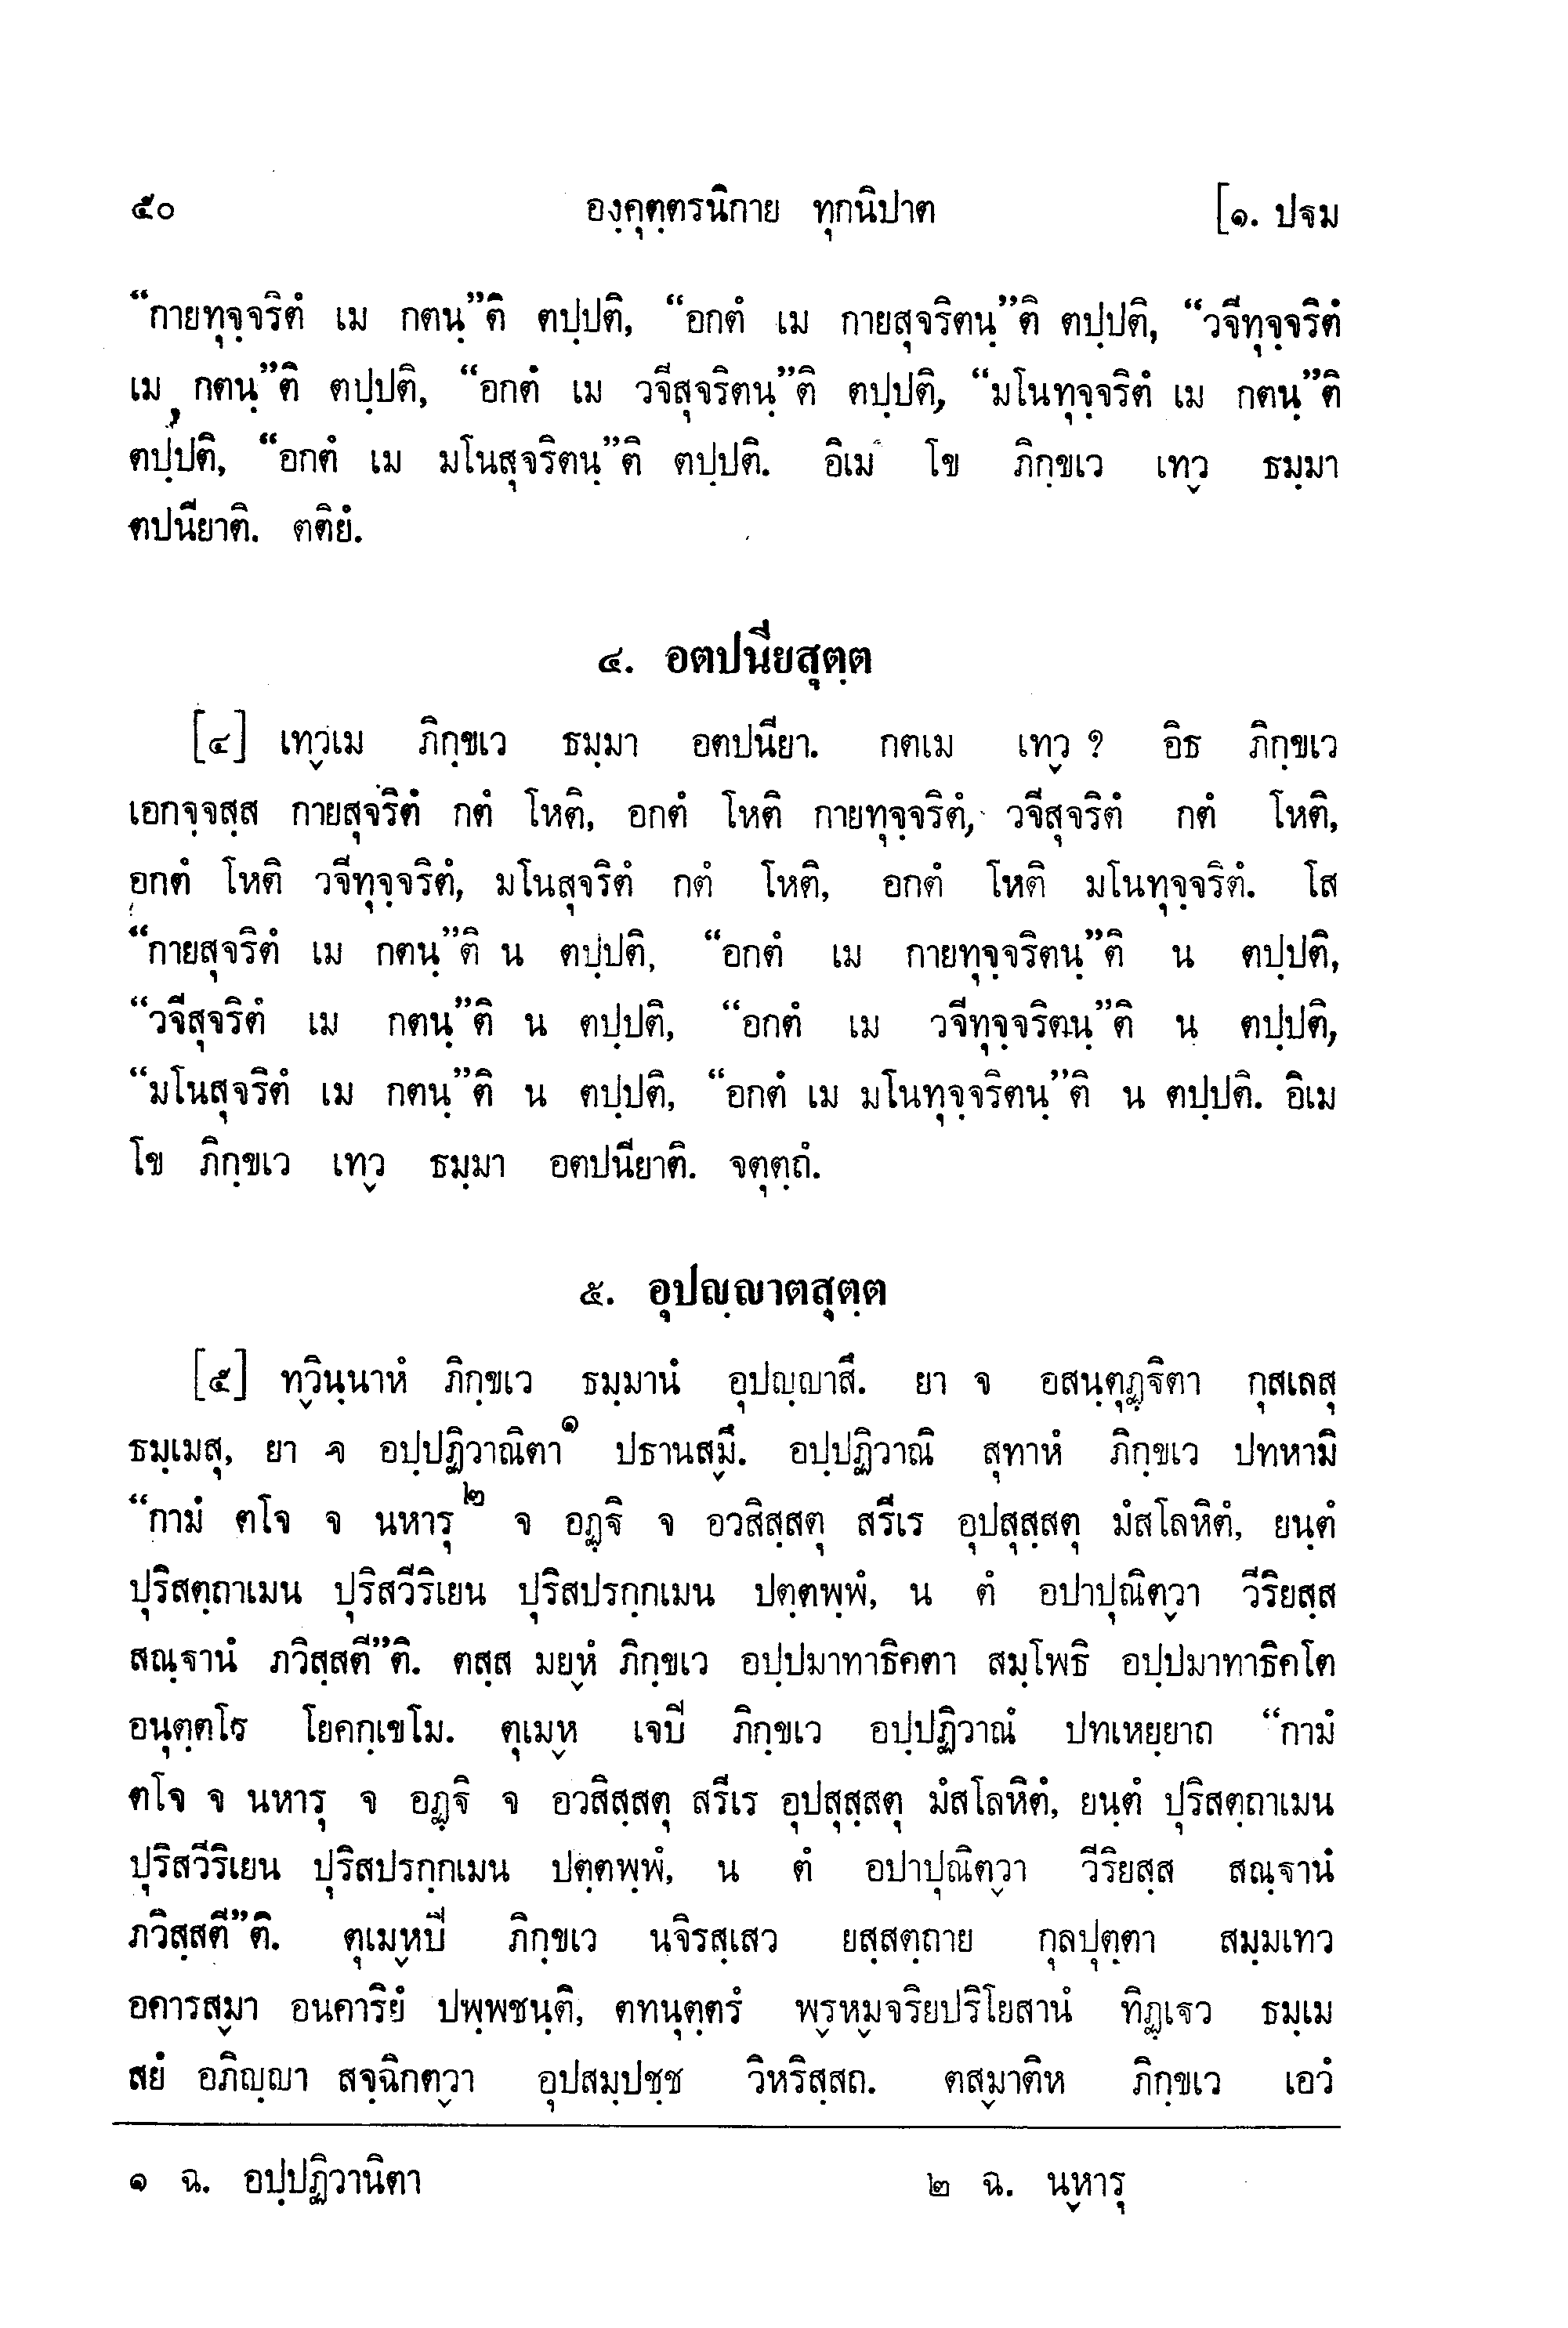 ๕๐ องฺคุตฺตรนิกาย ทุกนิปาต [๑. ปฐม
“กายทุจฺจริตํ เม กตนฺ”ติ ตปฺปติ, “อกตํ เม กายสุจริตนฺ”ติ ตปฺปติ, “วจีทุจฺจริตํ
เม กตนฺ”ติ ตปฺปติ, “อกตํ เม วจีสุจริตนฺ”ติ ตปฺปติ, “มโนทุจฺจริตํ เม กตนฺ”ติ
ตปฺปติ, “อกตํ เม มโนสุจริตนฺ”ติ ตปฺปติ. อิเม โข ภิกฺขเว เทฺว ธมฺมา
ตปนียาติ. ตติยํ.
๔. อตปนียสุตฺต
[๔] เทฺวเม ภิกฺขเว ธมฺมา อตปนียา. กตเม เทฺว ? อิธ ภิกฺขเว
เอกจฺจสฺส กายสุจริตํ กตํ โหติ, อกตํ โหติ กายทุจฺจริตํ, วจีสุจริตํ กตํ โหติ,
อกตํ โหติ วจีทุจฺจริตํ, มโนสุจริตํ กตํ โหติ, อกตํ โหติ มโนทุจฺจริตํ. โส
“กายสุจริตํ เม กตนฺ”ติ น ตปฺปติ, “อกตํ เม กายทุจฺจริตนฺ”ติ น ตปฺปติ,
“วจีสุจริตํ เม กตนฺ”ติ น ตปฺปติ, “อกตํ เม วจีทุจฺจริตนฺ”ติ น ตปฺปติ,
“มโนสุจริตํ เม กตนฺ”ติ น ตปฺปติ, “อกตํ เม มโนทุจฺจริตนฺ”ติ น ตปฺปติ. อิเม
โข ภิกฺขเว เทฺว ธมฺมา อตปนียาติ. จตุตฺถํ.
๕. อุปญฺญาตสุตฺต
[๕] ทฺวินฺนาหํ ภิกฺขเว ธมฺมานํ อุปญฺญาสึ. ยา จ อสนฺตุฏฺฐิตา กุสเลสุ
ธมฺเมสุ, ยา จ อปฺปฏิวาณิตา๑ ปธานสฺมึ. อปฺปฏิวาณิ สุทาหํ ภิกฺขเว ปทหามิ
“กามํ ตโจ จ นหารุ๒ จ อฏฺฐิ จ อวสิสฺสตุ สรีเร อุปสุสฺสตุ มํสโลหิตํ, ยนฺตํ
ปุริสตฺถาเมน ปุริสวีริเยน ปุริสปรกฺกเมน ปตฺตพฺพํ, น ตํ อปาปุณิตฺวา วีริยสฺส
สณฺฐานํ ภวิสฺสตี”ติ. ตสฺส มยฺหํ ภิกฺขเว อปฺปมาทาธิคตา สมฺโพธิ อปฺปมาทาธิคโต
อนุตฺตโร โยคกฺเขโม. ตุเมฺห เจปิ ภิกฺขเว อปฺปฏิวาณํ ปทเหยฺยาถ “กามํ
ตโจ จ นหารุ จ อฏฺฐิ จ อวสิสฺสตุ สรีเร อุปสุสฺสตุ มํสโลหิตํ, ยนฺตํ ปุริสตฺถาเมน
ปุริสวีริเยน ปุริสปรกฺกเมน ปตฺตพฺพํ, น ตํ อปาปุณิตฺวา วีริยสฺส สณฺฐานํ
ภวิสฺสตี”ติ. ตุเมฺหปิ ภิกฺขเว นจิรสฺเสว ยสฺสตฺถาย กุลปุตฺตา สมฺมเทว
อคารสฺมา อนคาริยํ ปพฺพชนฺติ, ตทนุตฺตรํ พฺรหฺมจริยปริโยสานํ ทิฏฺเฐว ธมฺเม
สยํ อภิญฺญา สจฺฉิกตฺวา อุปสมฺปชฺช วิหริสฺสถ. ตสฺมาติห ภิกฺขเว เอวํ
๑ ฉ. อปฺปฏิวานิตา ๒ ฉ. นฺหารุ